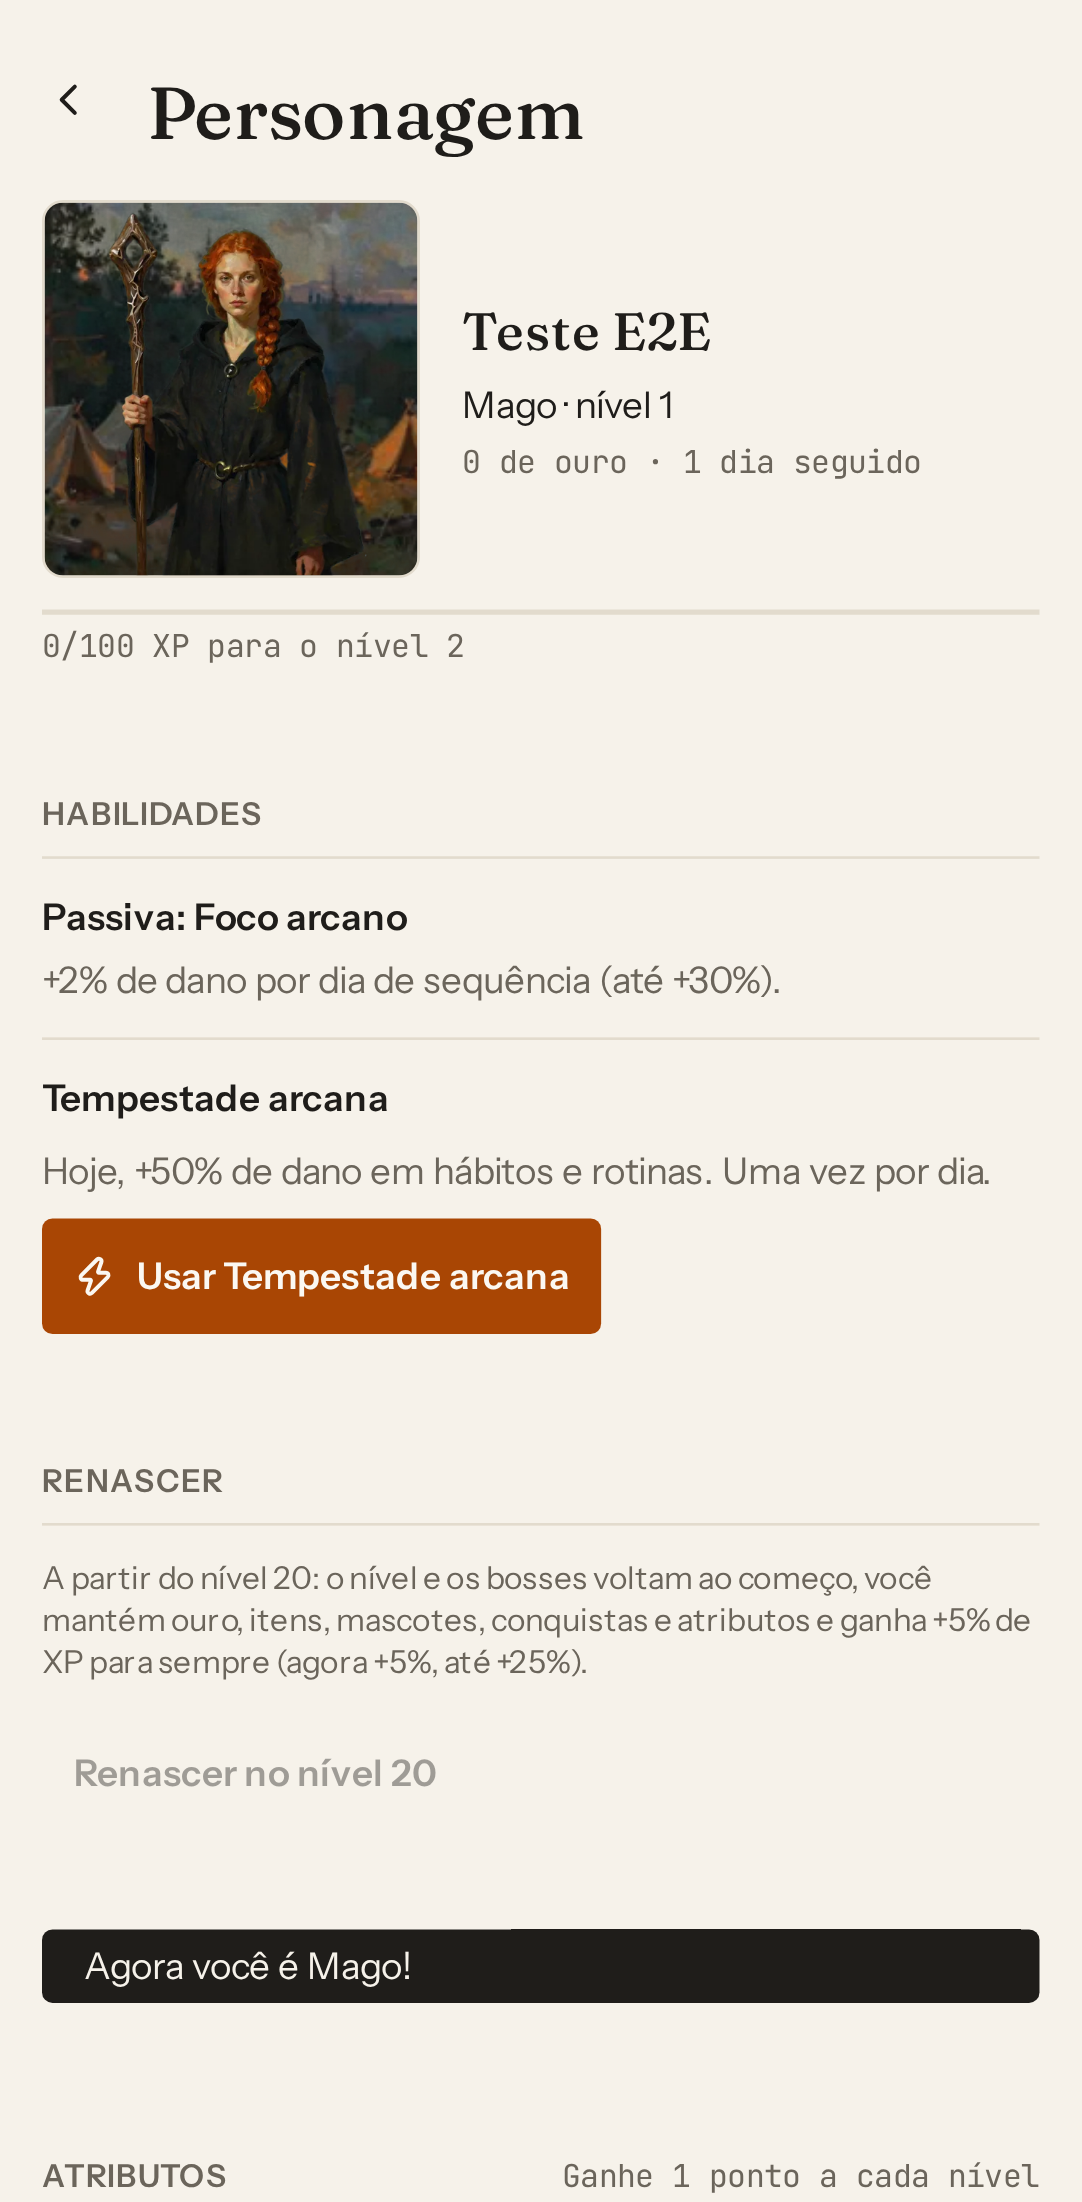 Personagem
Teste E2E
Mago · nível 1
0 de ouro · 1 dia seguido
0/100 XP para o nível 2
HABILIDADES
Passiva: Foco arcano
+2% de dano por dia de sequência (até +30%).
Tempestade arcana
Hoje, +50% de dano em hábitos e rotinas. Uma vez por dia.
Usar Tempestade arcana
RENASCER
A partir do nível 20: o nível e os bosses voltam ao começo, você
mantém ouro, itens, mascotes, conquistas e atributos e ganha +5% de
XP para sempre (agora +5%, até +25%).
Renascer no nível 20
Agora você é Mago!
ATRIBUTOS
Ganhe 1 ponto a cada nível